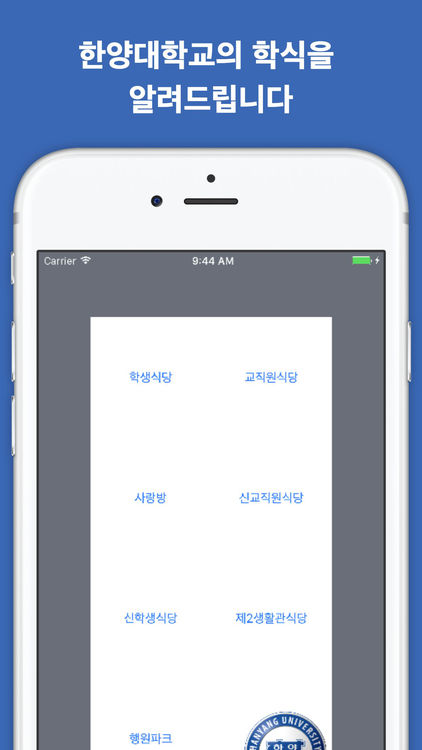 한양대학교의 학식을
알려드립니다
Carrier 9:44 AM
학생식당 교직원식당
사랑방 신교직원식당
신학생식당 제2생활관식당
행원파크
HANYANG UNIVERSITY
한양